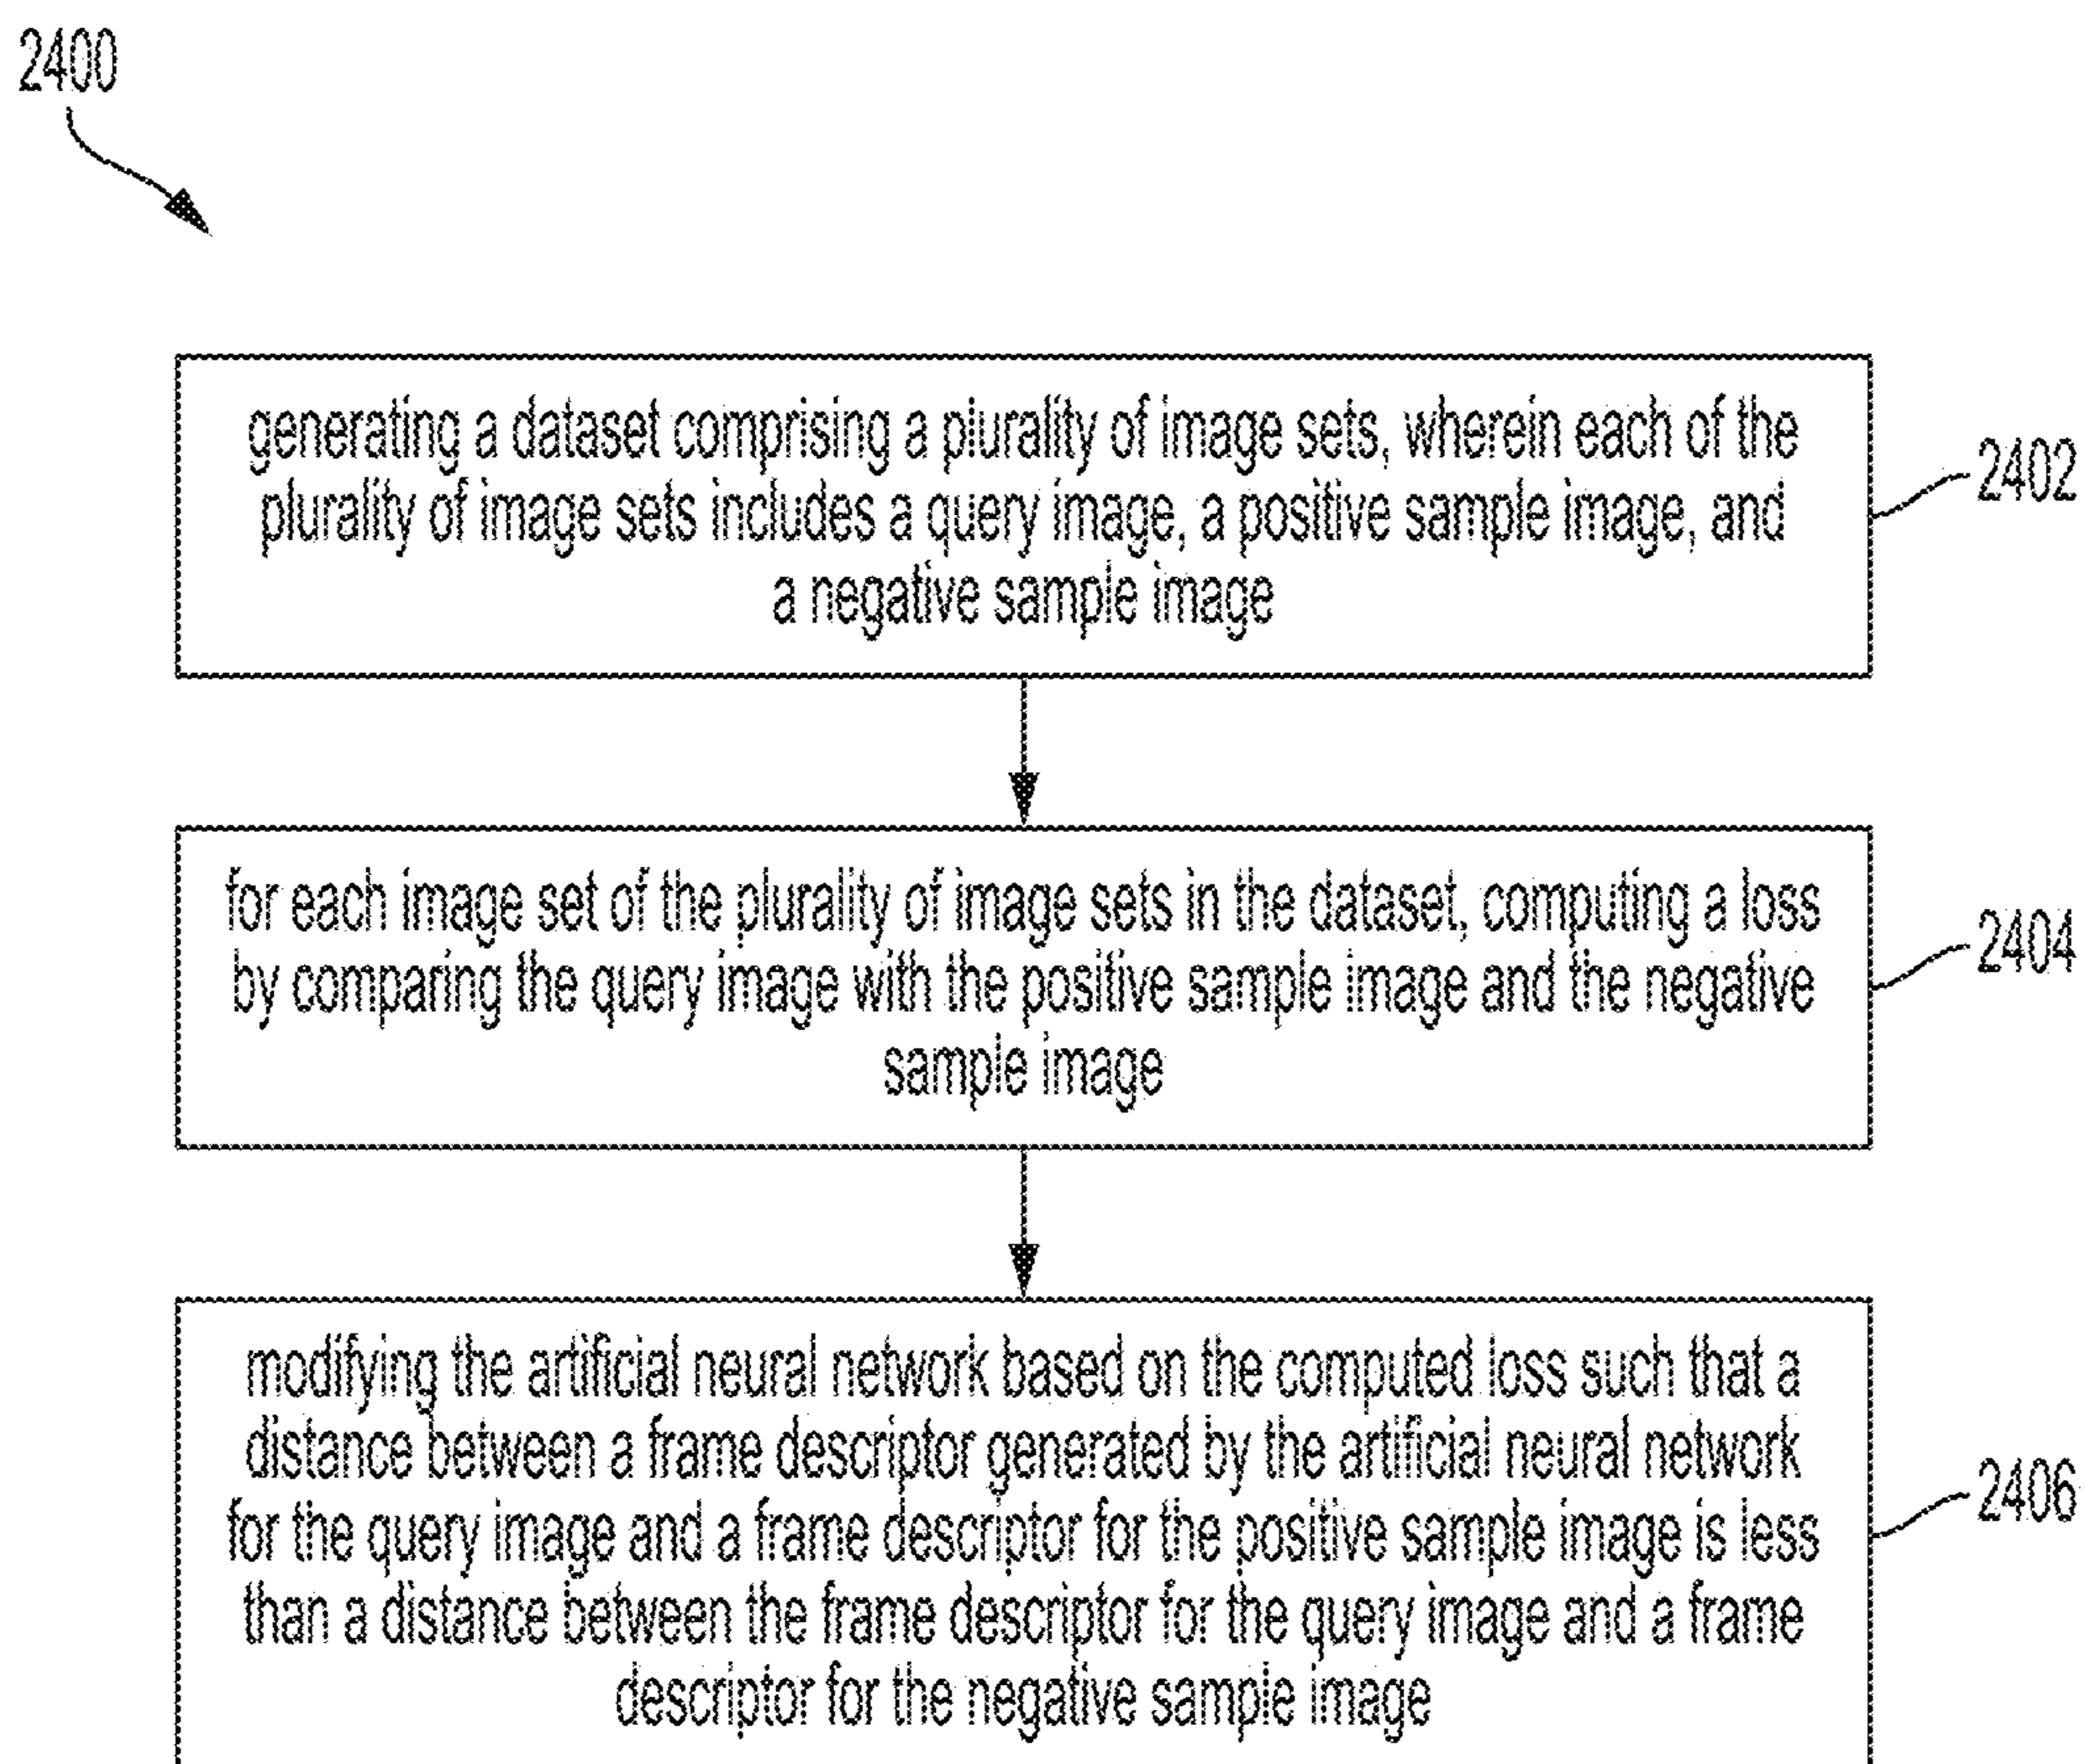 2400
generating a dataset comprising a plurality of image sets, wherein each of the
plurality of image sets includes a query image, a positive sample image, and
a negative sample image
2402
for each image set of the plurality of image sets in the dataset, computing a loss
by comparing the query image with the positive sample image and the negative
sample image
2404
modifying the artificial neural network based on the computed loss such that a
distance between a frame descriptor generated by the artificial neural network
for the query image and a frame descriptor for the positive sample image is less
than a distance between the frame descriptor for the query image and a frame
descriptor for the negative sample image
2406